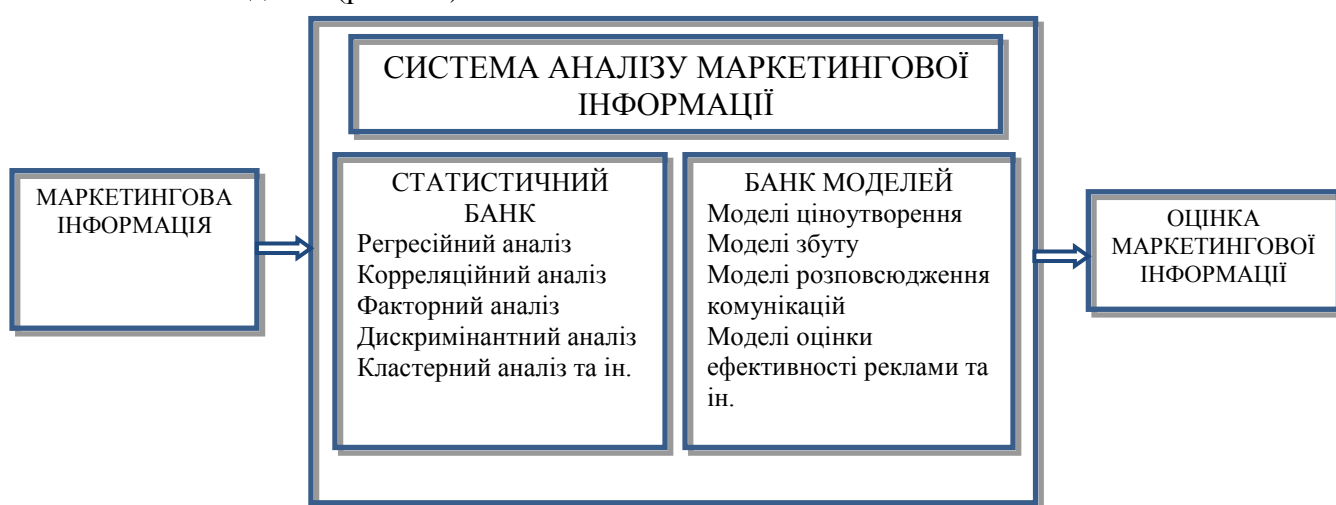 СИСТЕМА АНАЛІЗУ МАРКЕТИНГОВОЇ
ІНФОРМАЦІЇ
МАРКЕТИНГОВА
ІНФОРМАЦІЯ
СТАТИСТИЧНИЙ
БАНК
Регресійний аналіз
Корреляційний аналіз
Факторний аналіз
Дискримінантний аналіз
Кластерний аналіз та ін.
БАНК МОДЕЛЕЙ
Моделі ціноутворення
Моделі збуту
Моделі розповсюдження
комунікацій
Моделі оцінки
ефективності реклами та
ін.
ОЦІНКА
МАРКЕТИНГОВОЇ
ІНФОРМАЦІЇ